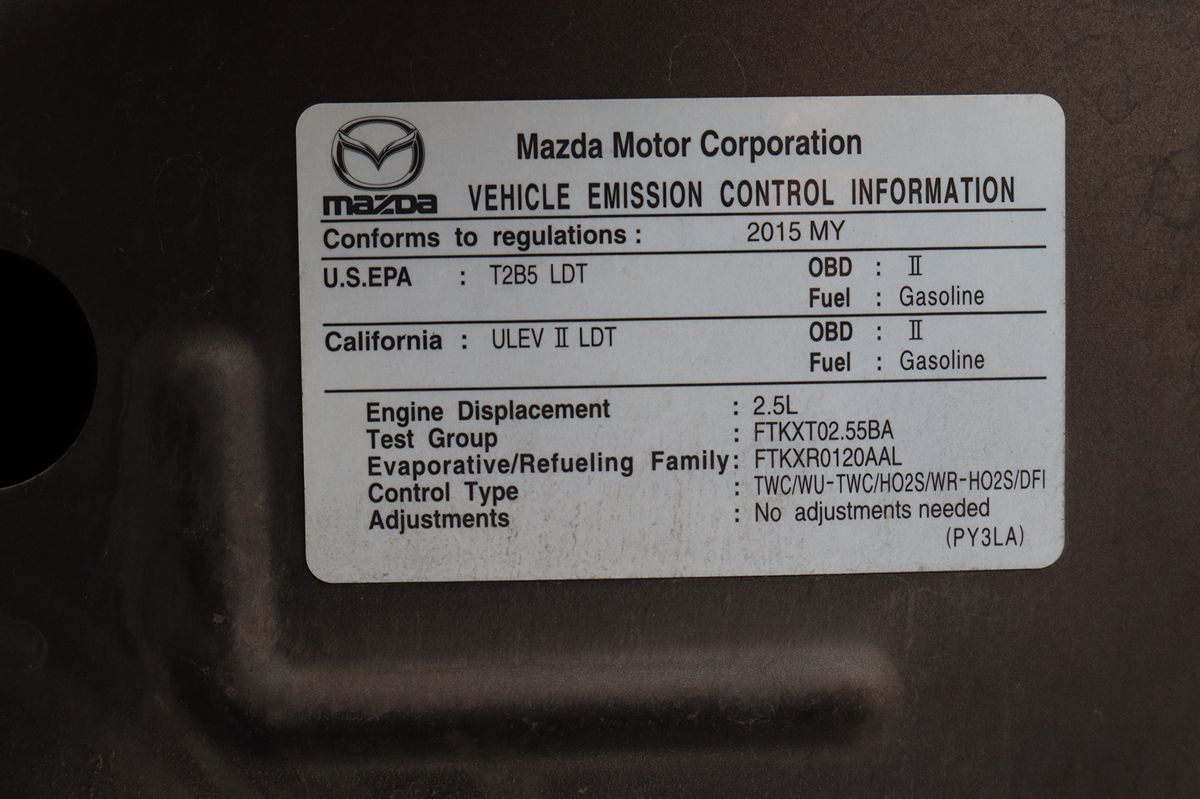 Mazda Motor Corporation
mazda VEHICLE EMISSION CONTROL INFORMATION
Conforms to regulations : 2015 MY
U.S.EPA : T2B5 LDT OBD : II
Fuel : Gasoline
California : ULEV II LDT OBD : II
Fuel : Gasoline
Engine Displacement : 2.5L
Test Group : FTKXT02.55BA
Evaporative/Refueling Family : FTKXR0120AAL
Control Type : TWC/WU-TWC/HO2S/WR-HO2S/DFI
Adjustments : No adjustments needed
(PY3LA)